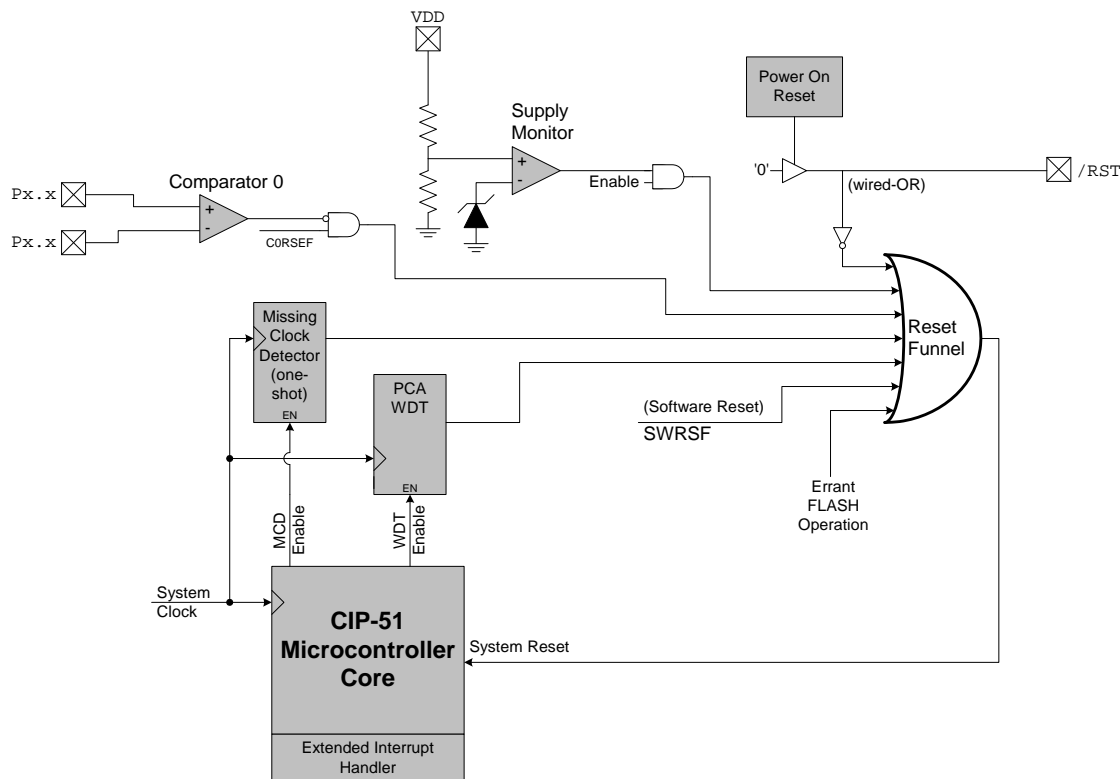 VDD
Power On
Reset
Supply
Monitor
+
-
Enable
'0'
/RST
(wired-OR)
Px.x
Px.x
Comparator 0
+
-
C0RSEF
Missing
Clock
Detector
(one-
shot)
EN
PCA
WDT
EN
Reset
Funnel
(Software Reset)
SWRSF
Errant
FLASH
Operation
MCD
Enable
WDT
Enable
System
Clock
CIP-51
Microcontroller
Core
System Reset
Extended Interrupt
Handler